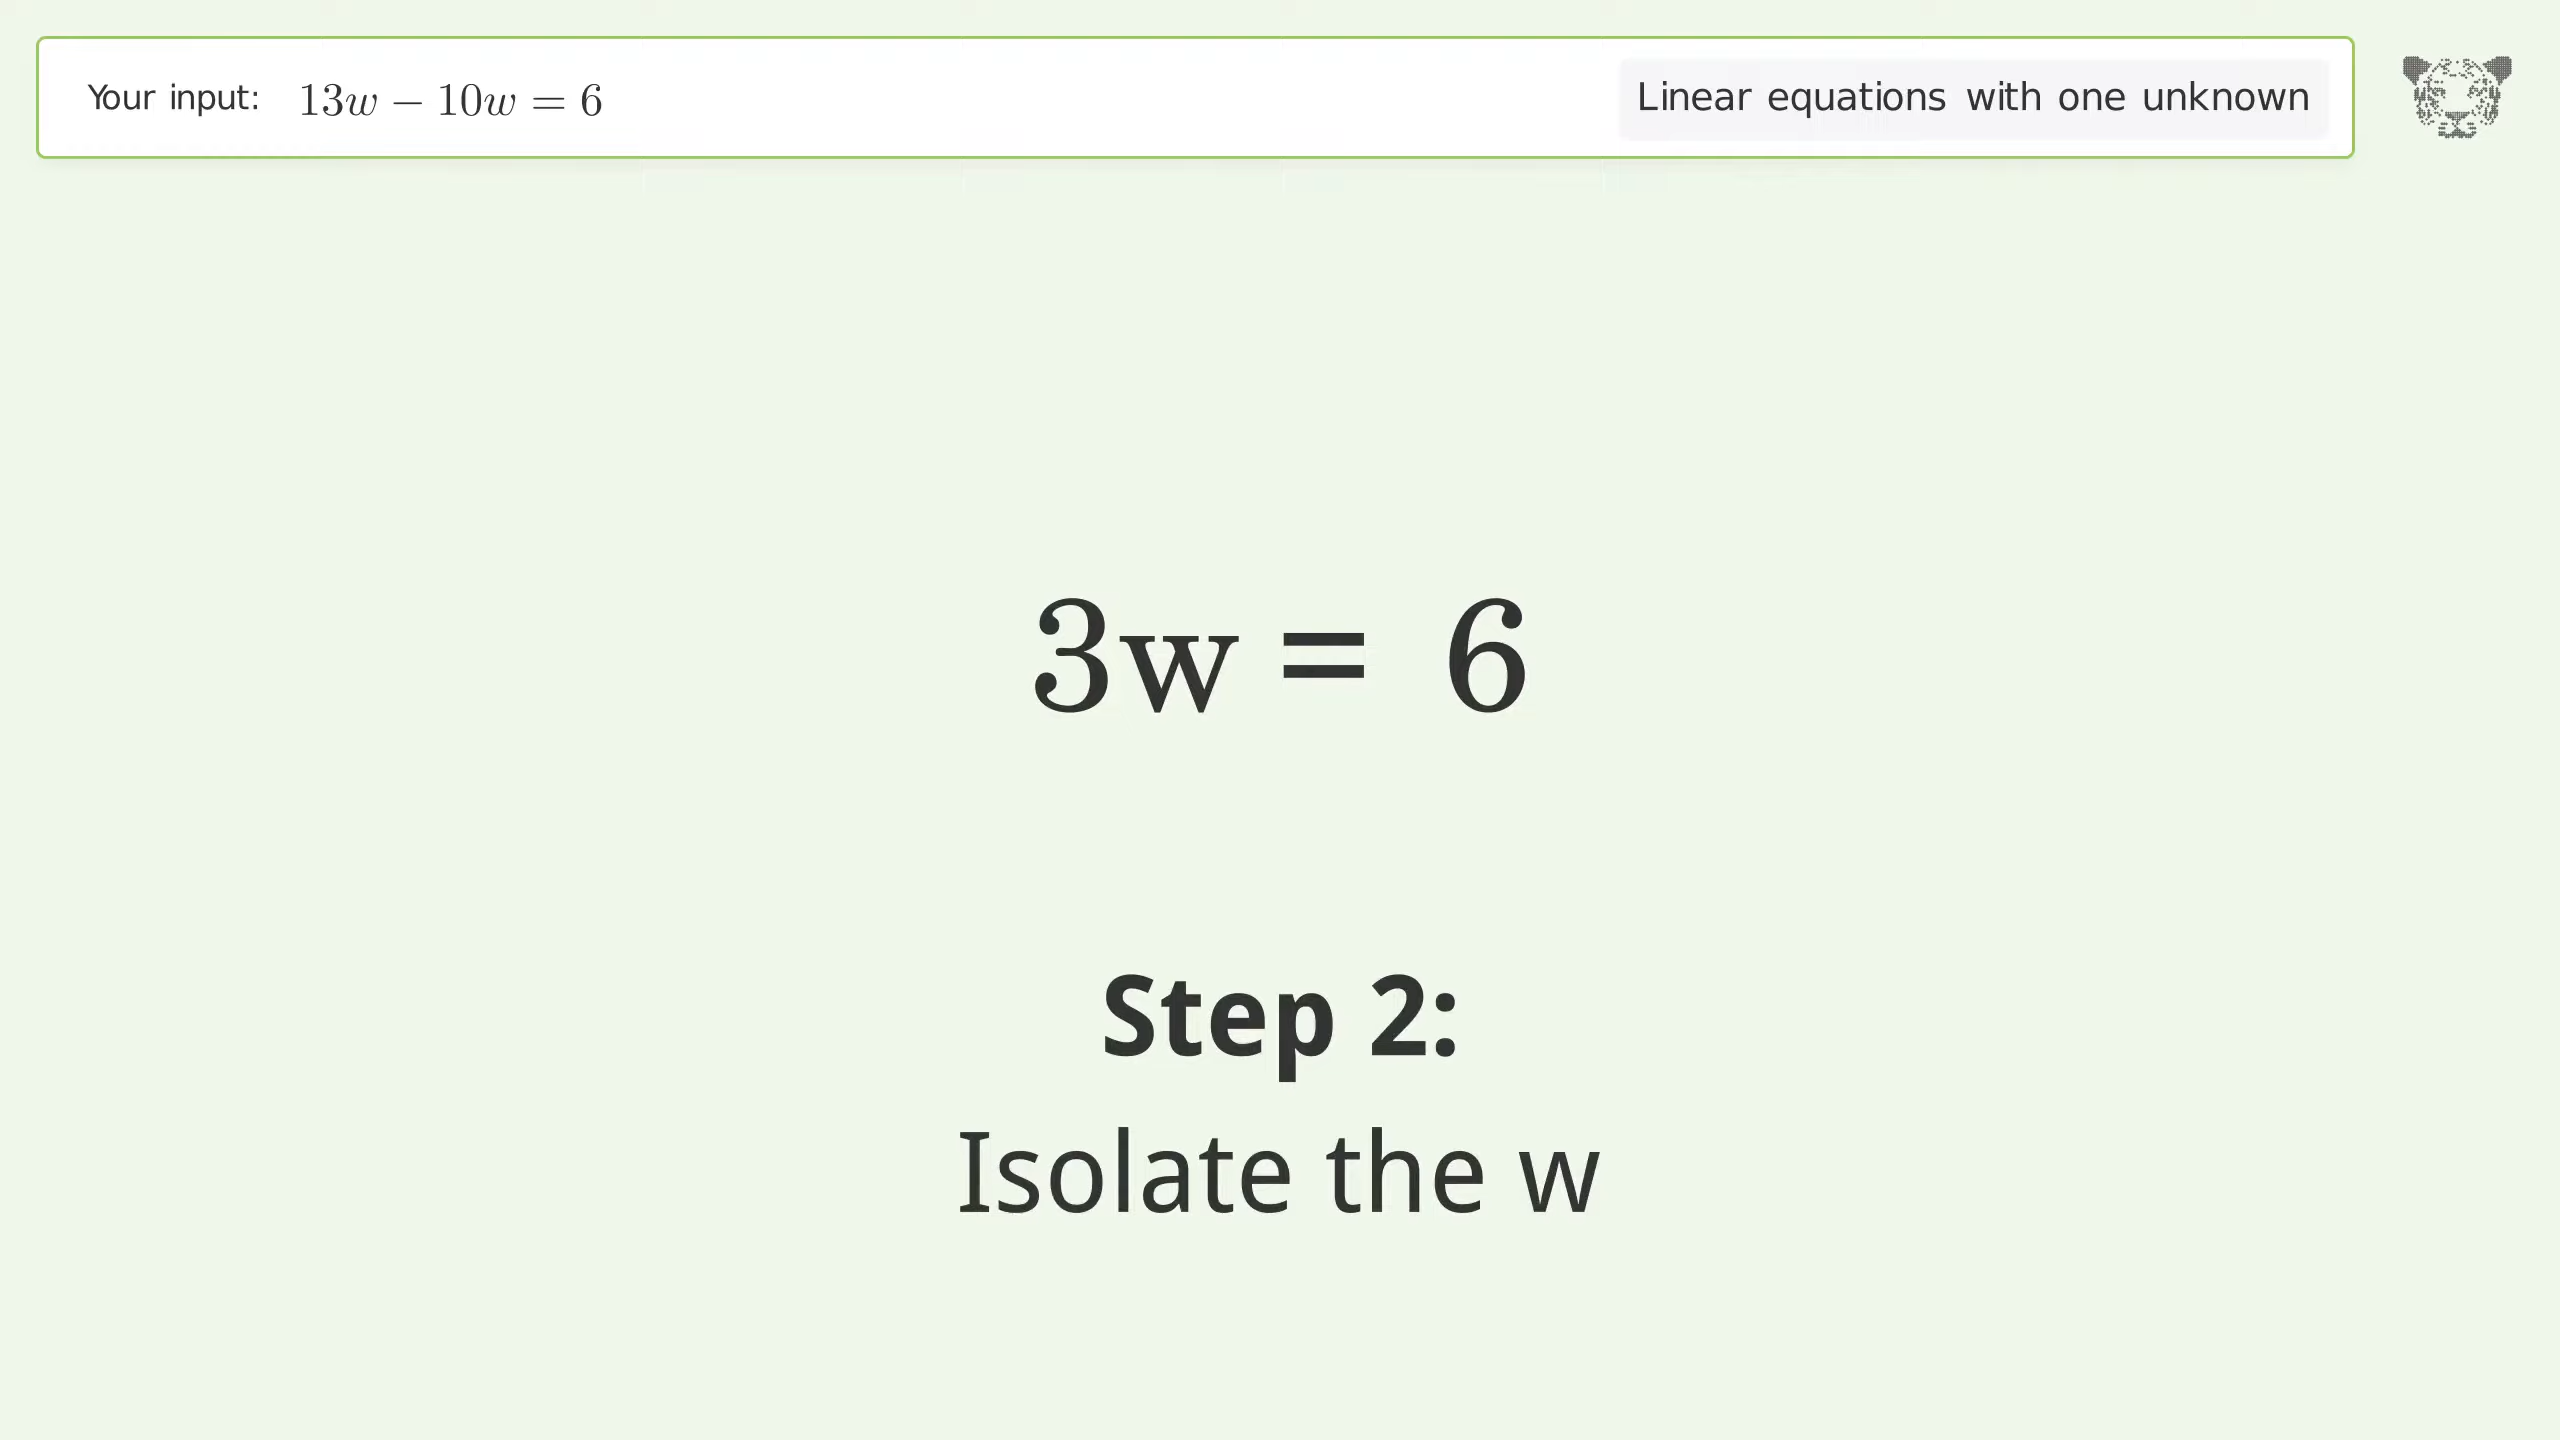 Your input: 13w − 10w = 6
Linear equations with one unknown
3w = 6
Step 2:
Isolate the w